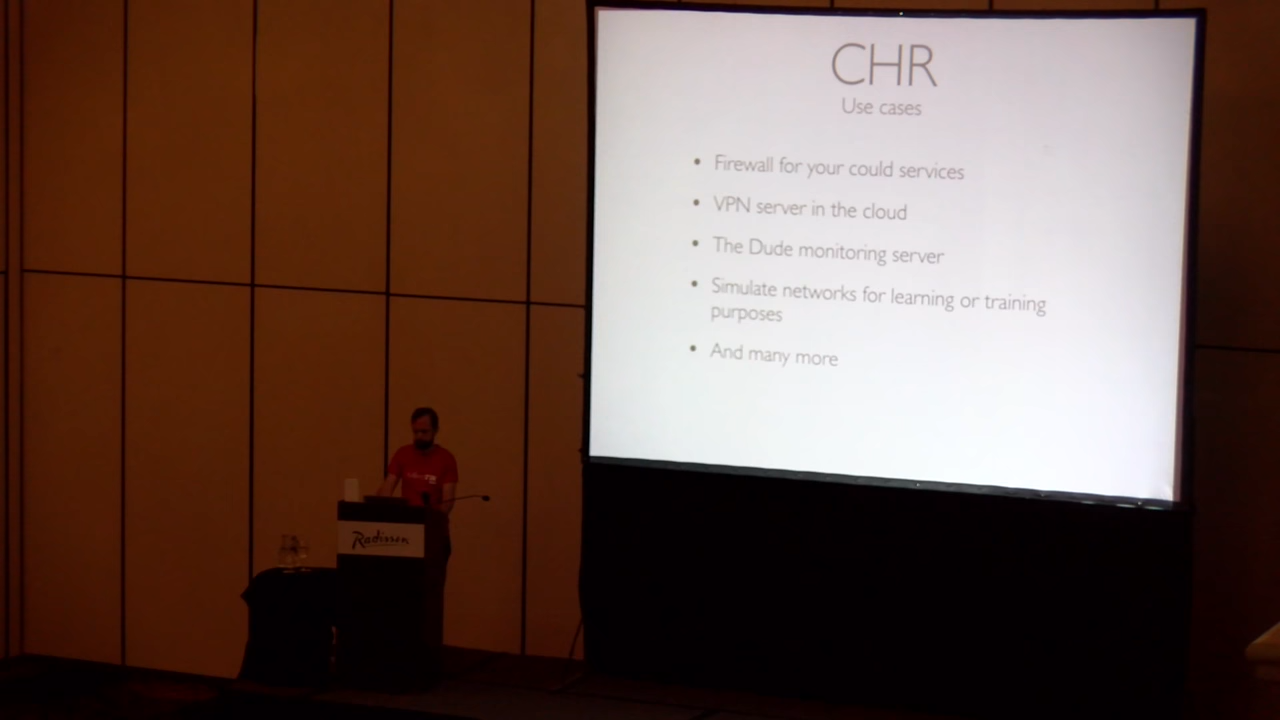 CHR
Use cases
• Firewall for your could services
• VPN server in the cloud
• The Dude monitoring server
• Simulate networks for learning or training
purposes
• And many more
Radisson